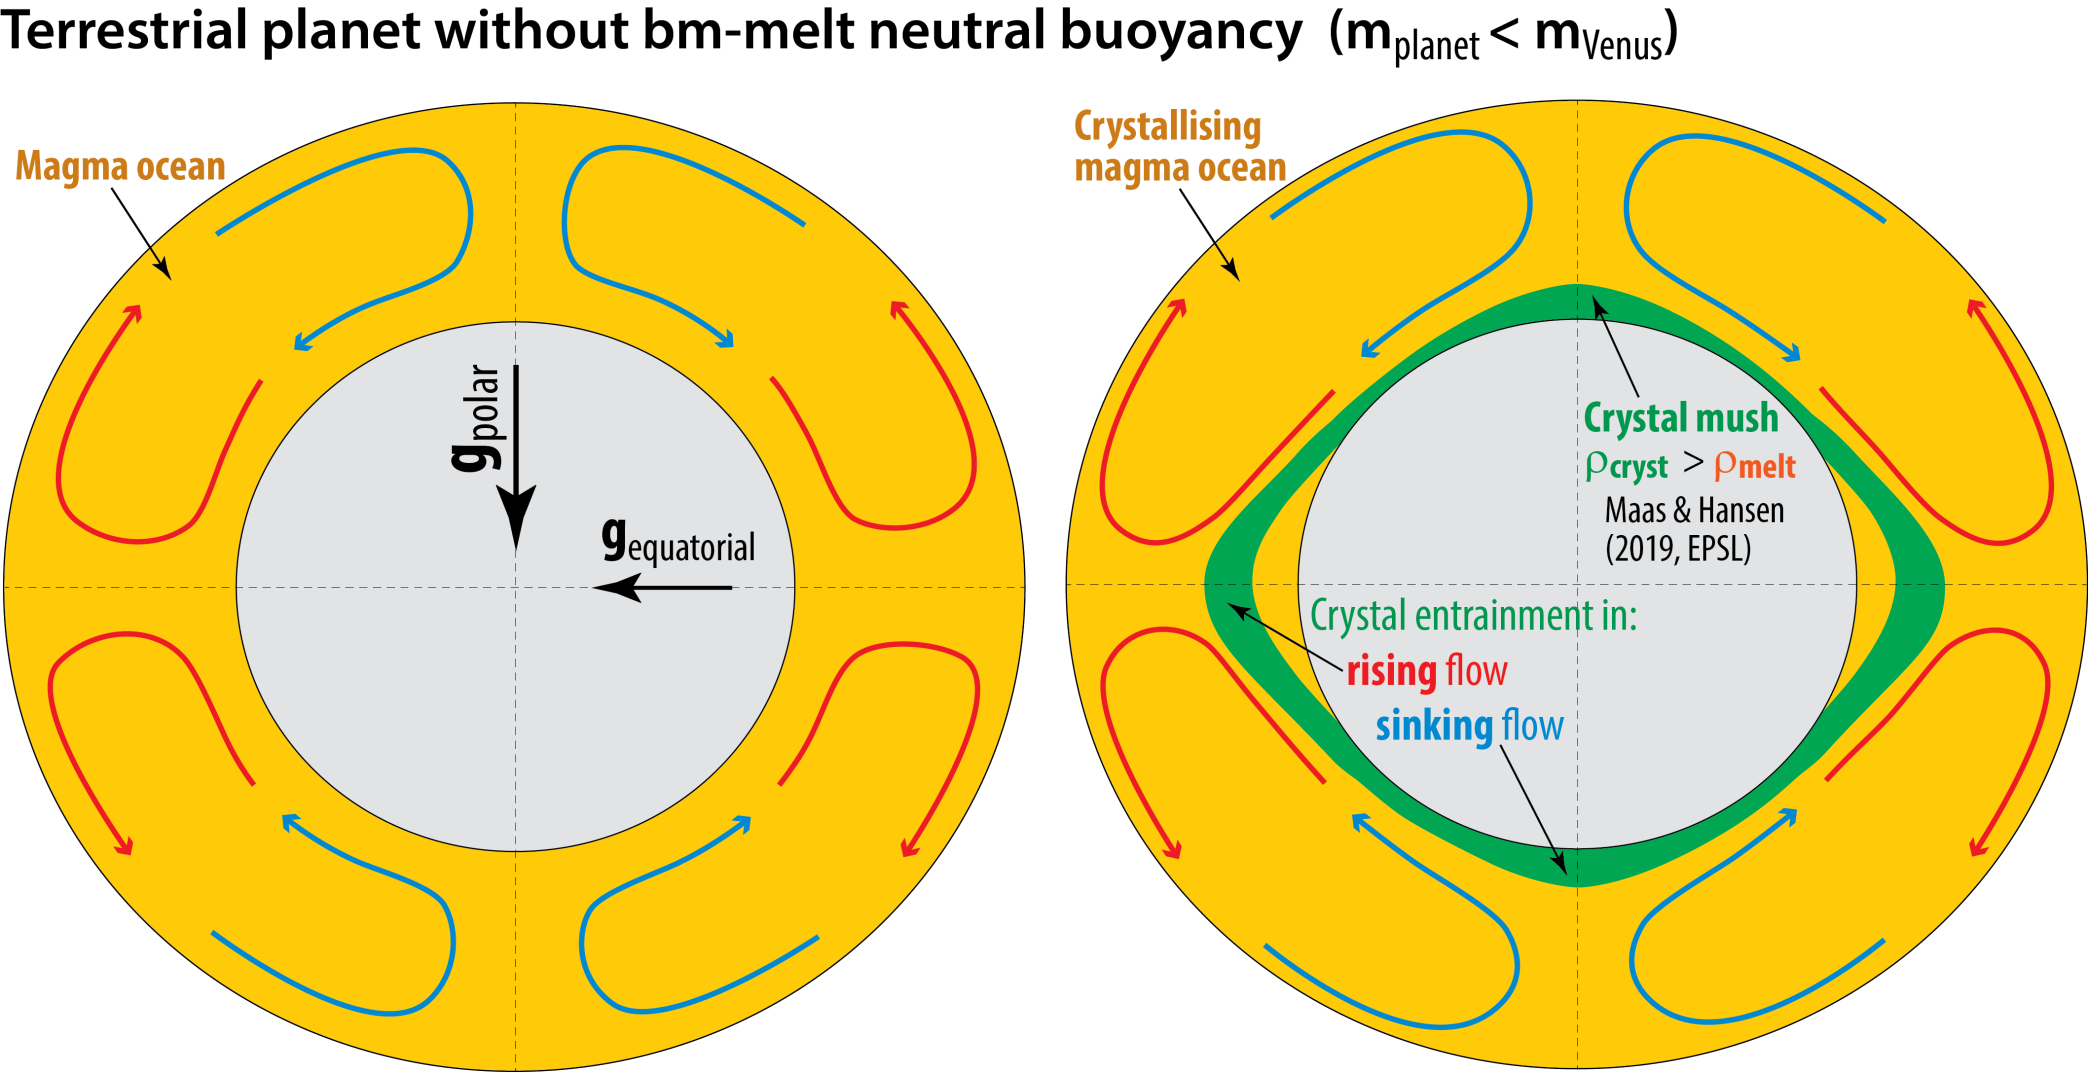 Terrestrial planet without bm-melt neutral buoyancy (mplanet < mVenus)
Magma ocean
gpolar
gequatorial
Crystallising
magma ocean
Crystal mush
ρcryst > ρmelt
Maas & Hansen
(2019, EPSL)
Crystal entrainment in:
rising flow
sinking flow